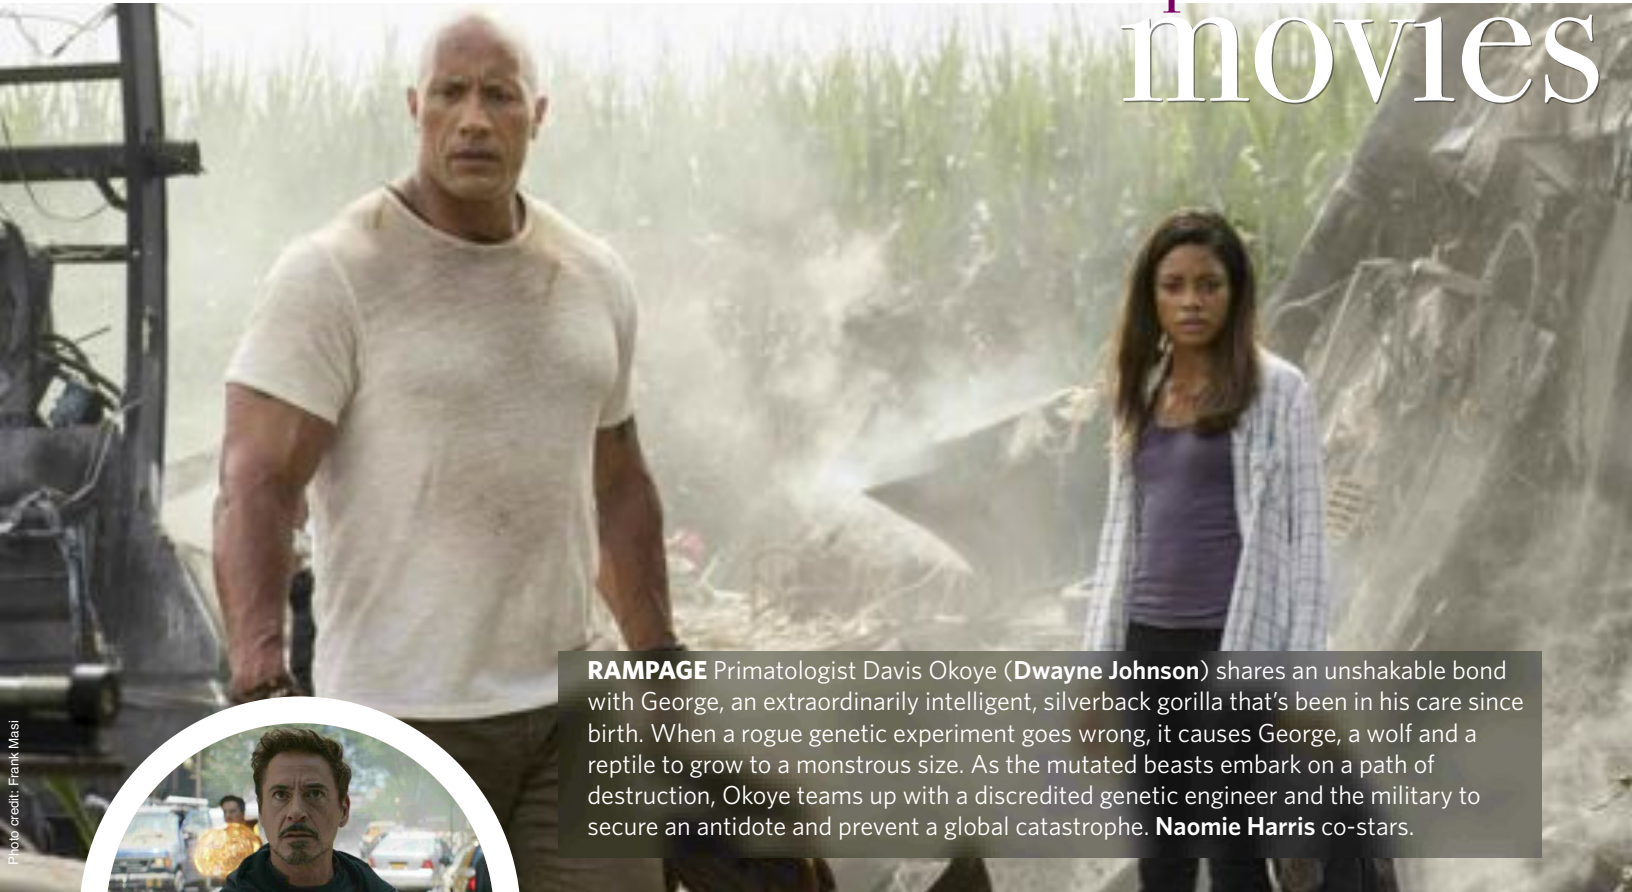 movies
RAMPAGE Primatologist Davis Okoye (Dwayne Johnson) shares an unshakable bond
with George, an extraordinarily intelligent, silverback gorilla that's been in his care since
birth. When a rogue genetic experiment goes wrong, it causes George, a wolf and a
reptile to grow to a monstrous size. As the mutated beasts embark on a path of
destruction, Okoye teams up with a discredited genetic engineer and the military to
secure an antidote and prevent a global catastrophe. Naomie Harris co-stars.
Photo credit: Frank Masi